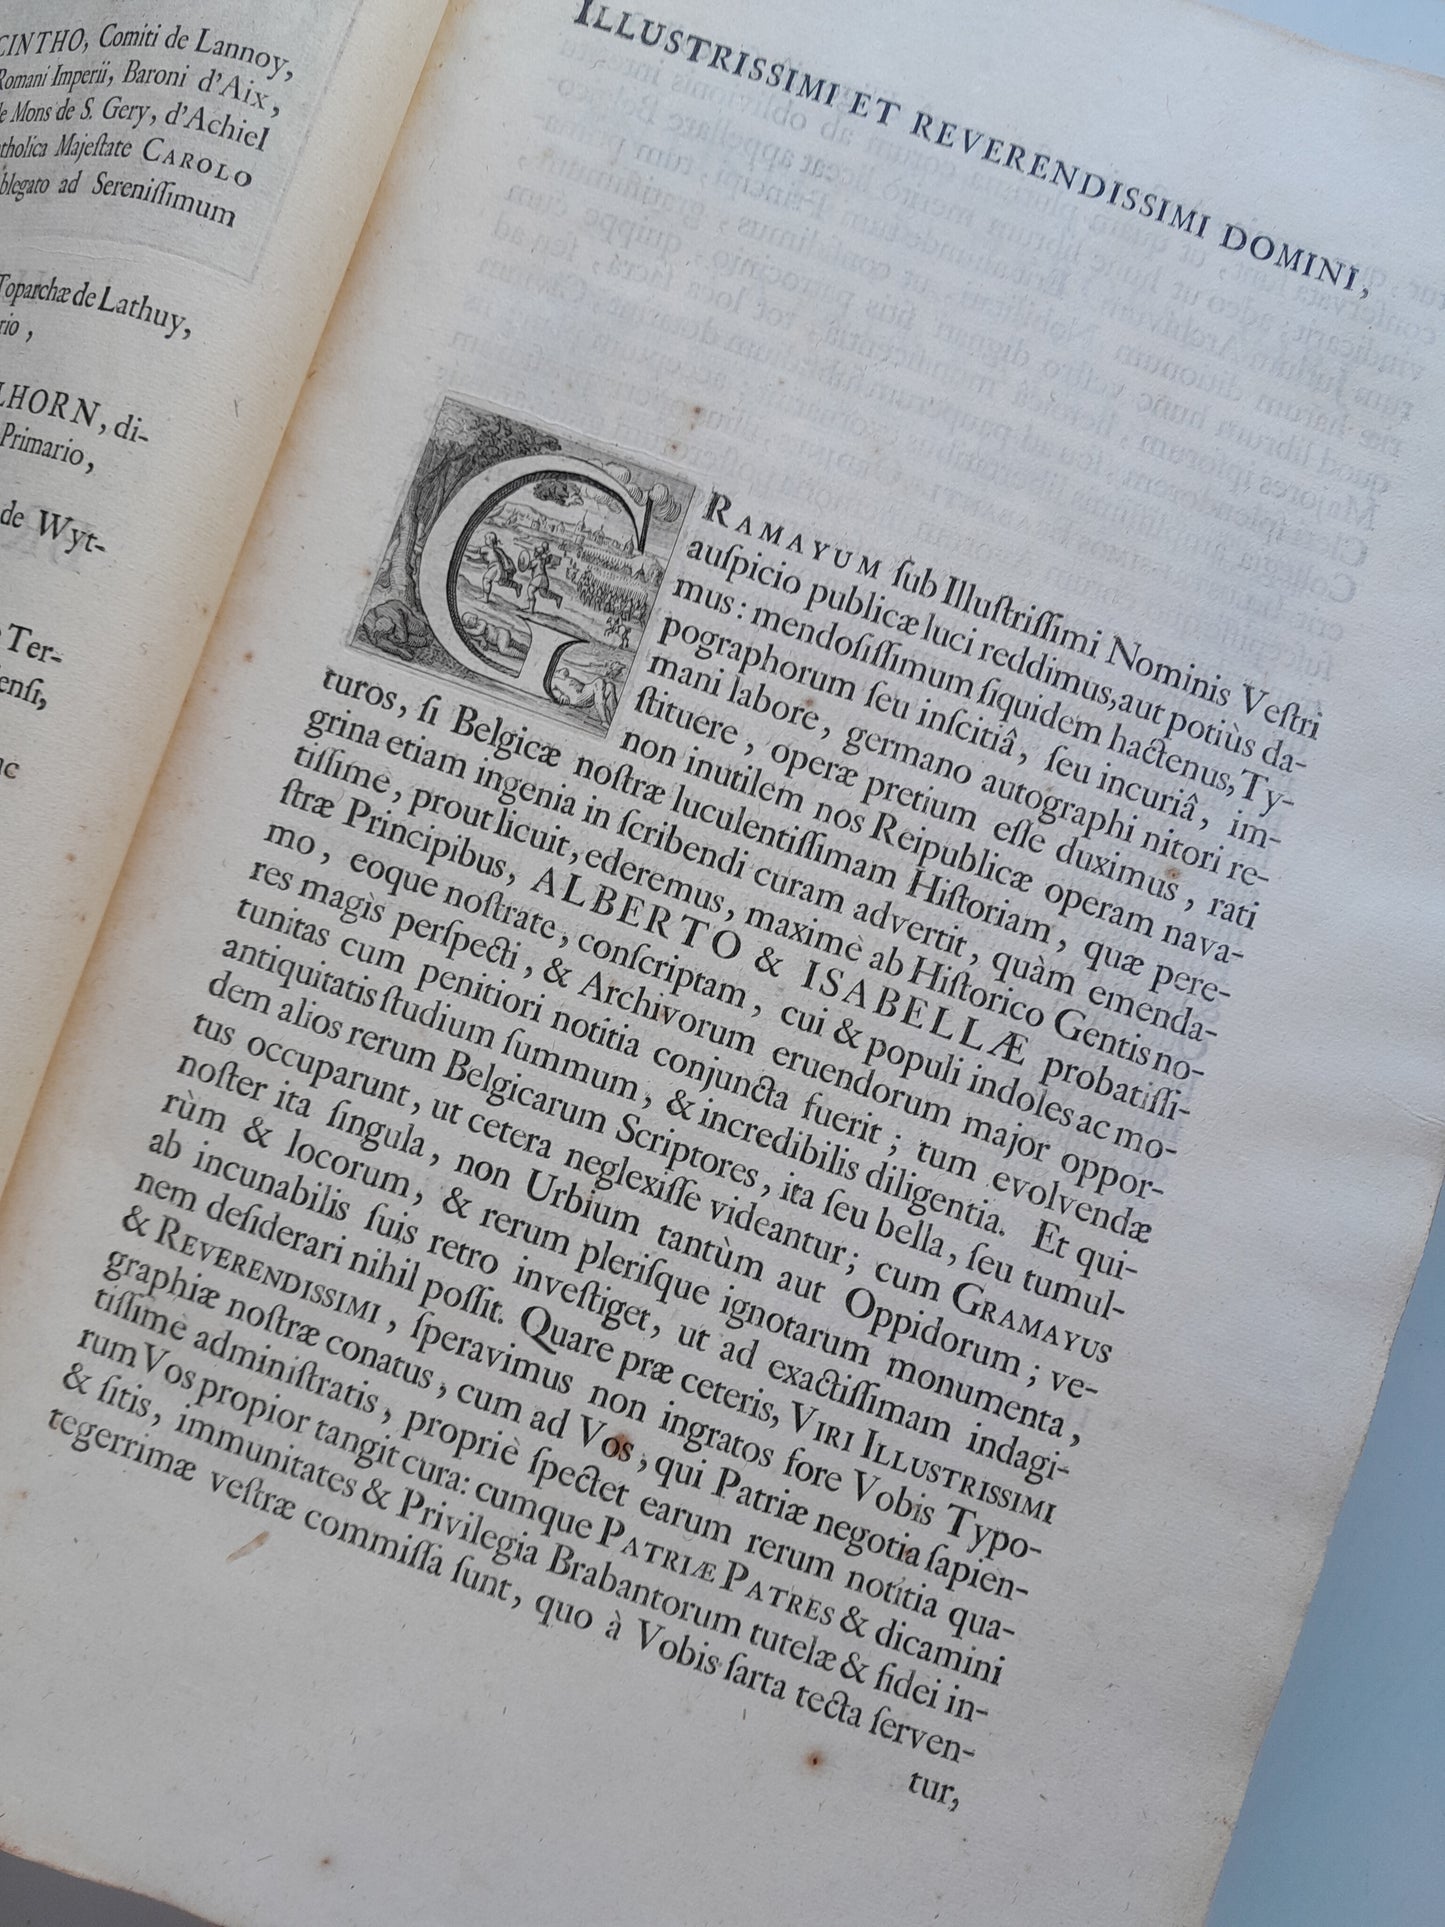 CINTHO, Comiti de Lannoy,
Romani Imperii, Baroni d'Aix,
de Mons de S. Gery, d'Achiel
atholica Majeſtate CAROLO
blegato ad Sereniſſimum
Toparchæ de Lathuy,
rio,
LHORN, di-
Primario,
de Wyt-
Ter-
enſi,
ILLUSTRISSIMI ET REVERENDISSIMI DOMINI,
GRAMAYUM ſub Illuſtriſſimi Nominis Veſtri
auſpicio publicæ luci reddimus, aut potiùs da-
mus: mendoſiſſimum ſiquidem hactenus, Ty-
pographorum ſeu inſcitiâ, ſeu incuriâ, im-
mani labore, germano autographi nitori re-
ſtituere, operæ pretium eſſe duximus, rati
non inutilem nos Reipublicæ operam nava-
turos, ſi Belgicæ noſtræ luculentiſſimam Hiſtoriam, quæ pere-
grina etiam ingenia in ſcribendi curam advertit, quàm emenda-
tiſſimè, prout licuit, ederemus, maximè ab Hiſtorico Gentis no-
ſtræ Principibus, ALBERTO & ISABELLÆ probatiſſi-
mo, eoque noſtrate, conſcriptam, cui & populi indoles ac mo-
res magìs perſpecti, & Archivorum eruendorum major oppor-
tunitas cum penitiori notitia conjuncta fuerit; tum evolvendæ
antiquitatis ſtudium ſummum, & incredibilis diligentia. Et qui-
dem alios rerum Belgicarum Scriptores, ita ſeu bella, ſeu tumul-
tus occuparunt, ut cetera neglexiſſe videantur; cum GRAMAYUS
noſter ita ſingula, non Urbium tantùm aut Oppidorum; ve-
rùm & locorum, & rerum pleriſque ignotarum monumenta,
ab incunabilis ſuis retro inveſtiget, ut ad exactiſſimam indagi-
nem deſiderari nihil poſſit. Quare præ ceteris, VIRI ILLUSTRISSIMI
& REVERENDISSIMI, ſperavimus non ingratos fore Vobis Typo-
graphiæ noſtræ conatus, cum ad Vos, qui Patriæ negotia ſapien-
tiſſimè adminiſtratis, propriè ſpectet earum rerum notitia qua-
rum Vos propior tangit cura: cumque PATRIÆ PATRES & dicamini
& ſitis, immunitates & Privilegia Brabantorum tutelæ & fidei in-
tegerrimæ veſtræ commiſſa ſunt, quo à Vobis ſarta tecta ſerven-
tur,